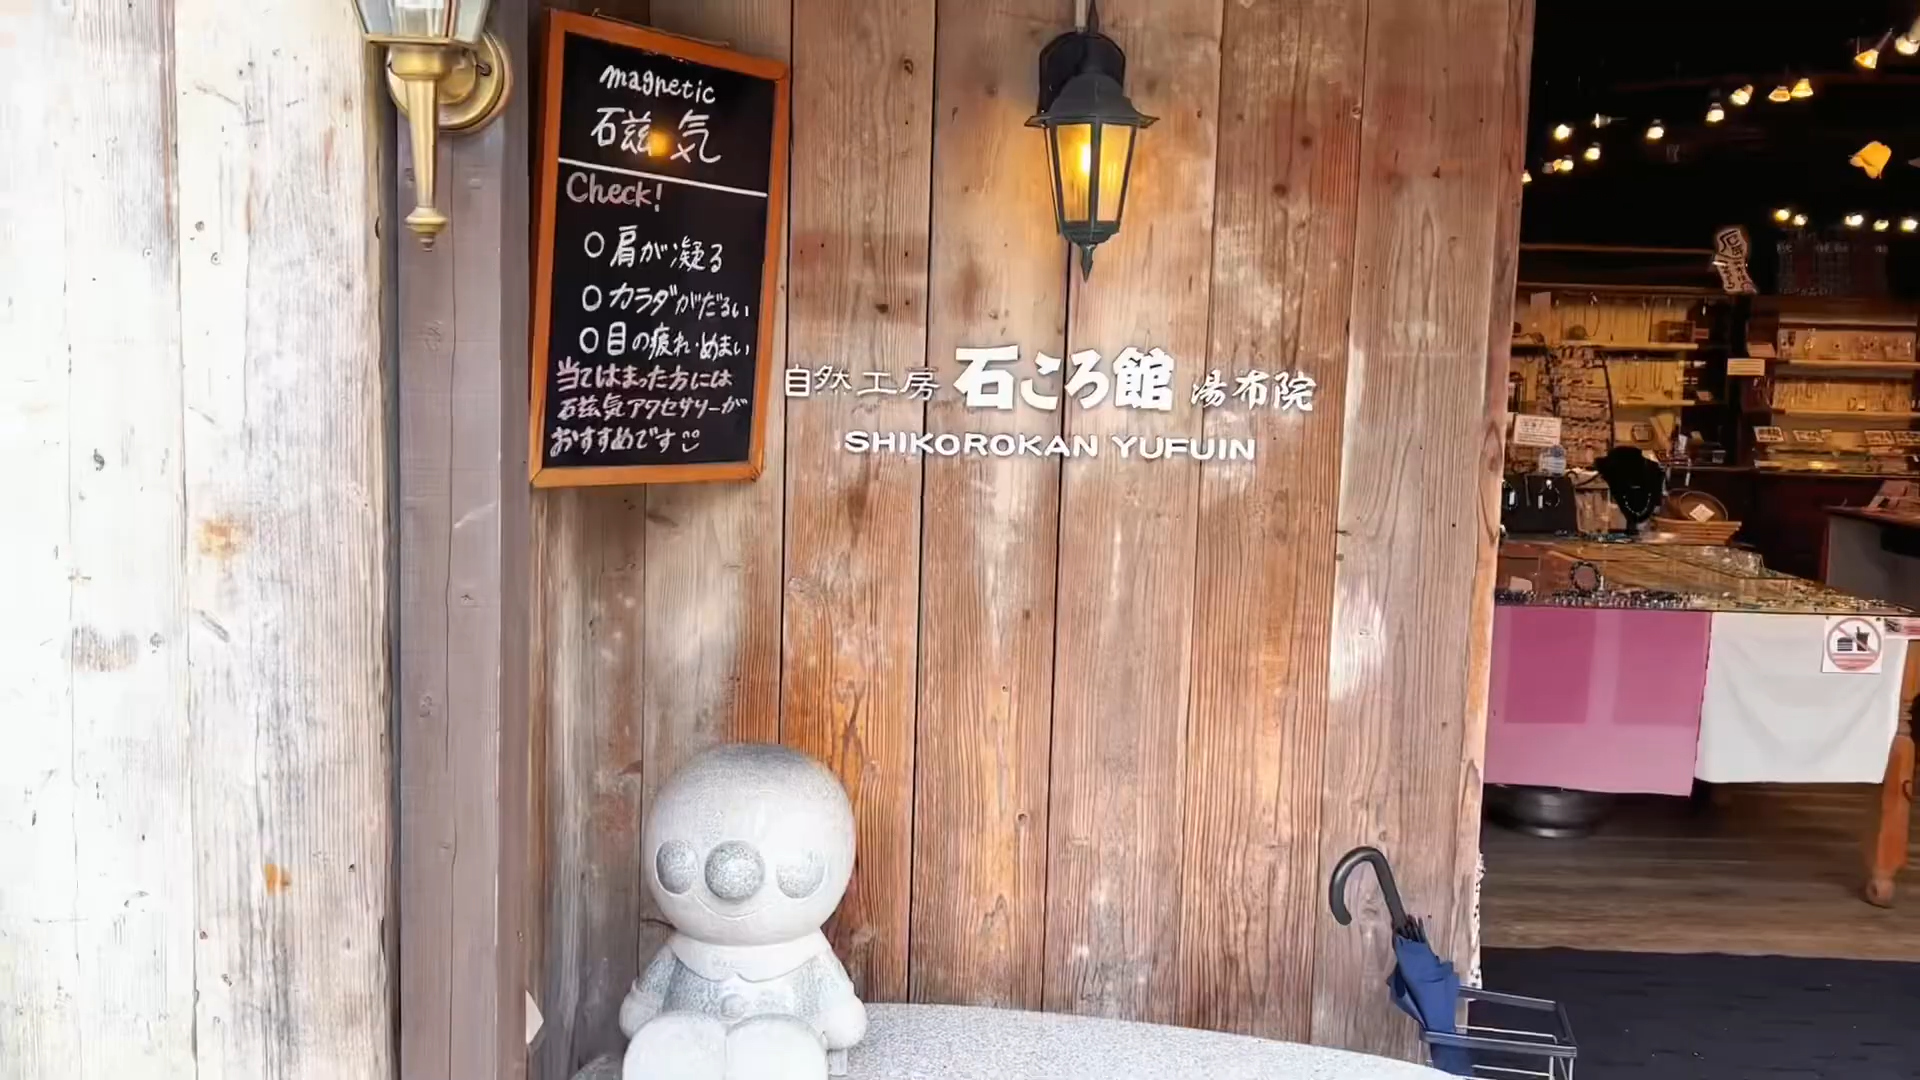 magnetic
石磁気
Check!
○肩が凝る
○カラダがだるい
○目の疲れ・めまい
当てはまった方には
石磁気アクセサリーが
おすすめです
自然工房 石ころ館 湯布院
SHIKOROKAN YUFUIN